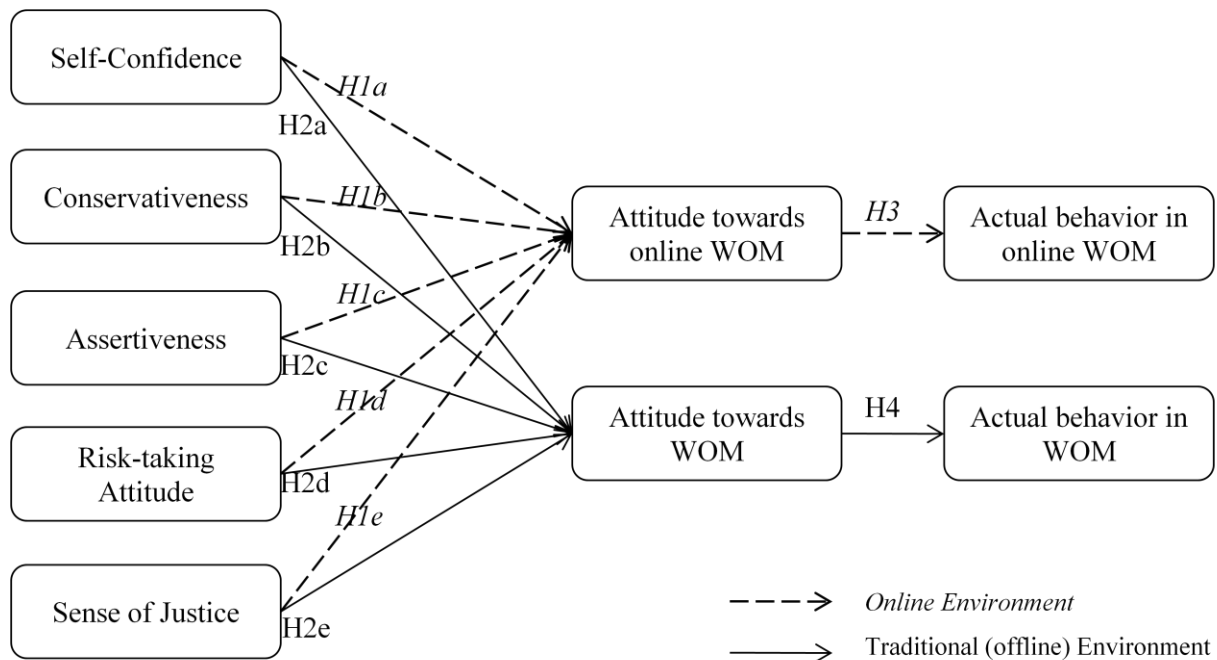 Self-Confidence
H1a
H2a
Conservativeness
H1b
H2b
Attitude towards
online WOM
H3
Actual behavior in
online WOM
Assertiveness
H1c
H2c
H1d
Attitude towards
WOM
H4
Actual behavior in
WOM
Risk-taking
Attitude
H2d
H1e
Sense of Justice
H2e
Online Environment
Traditional (offline) Environment